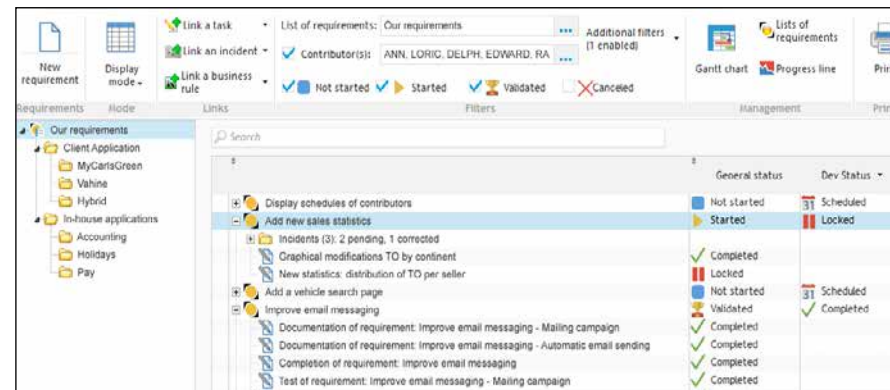 Link a task
List of requirements: Our requirements ...
Additional filters
(1 enabled)
Lists of
requirements
Link an incident
Contributor(s): ANN, LORIC, DELPH, EDWARD, RA ...
New
requirement
Display
mode
Link a business
rule
Not started Started Validated Canceled
Gantt chart
Progress line
Prin
Requirements Mode Links Filters Management Prin
Our requirements
Client Application
MyCarIsGreen
Vahine
Hybrid
In-house applications
Accounting
Holidays
Pay
Search
General status Dev Status
Display schedules of contributors Not started 31 Scheduled
Add new sales statistics Started Locked
Incidents (3): 2 pending, 1 corrected
Graphical modifications TO by continent Completed
New statistics: distribution of TO per seller Locked
Add a vehicle search page Not started 31 Scheduled
Improve email messaging Validated Completed
Documentation of requirement: Improve email messaging - Mailing campaign Completed
Documentation of requirement: Improve email messaging - Automatic email sending Completed
Completion of requirement: Improve email messaging Completed
Test of requirement: Improve email messaging - Mailing campaign Completed